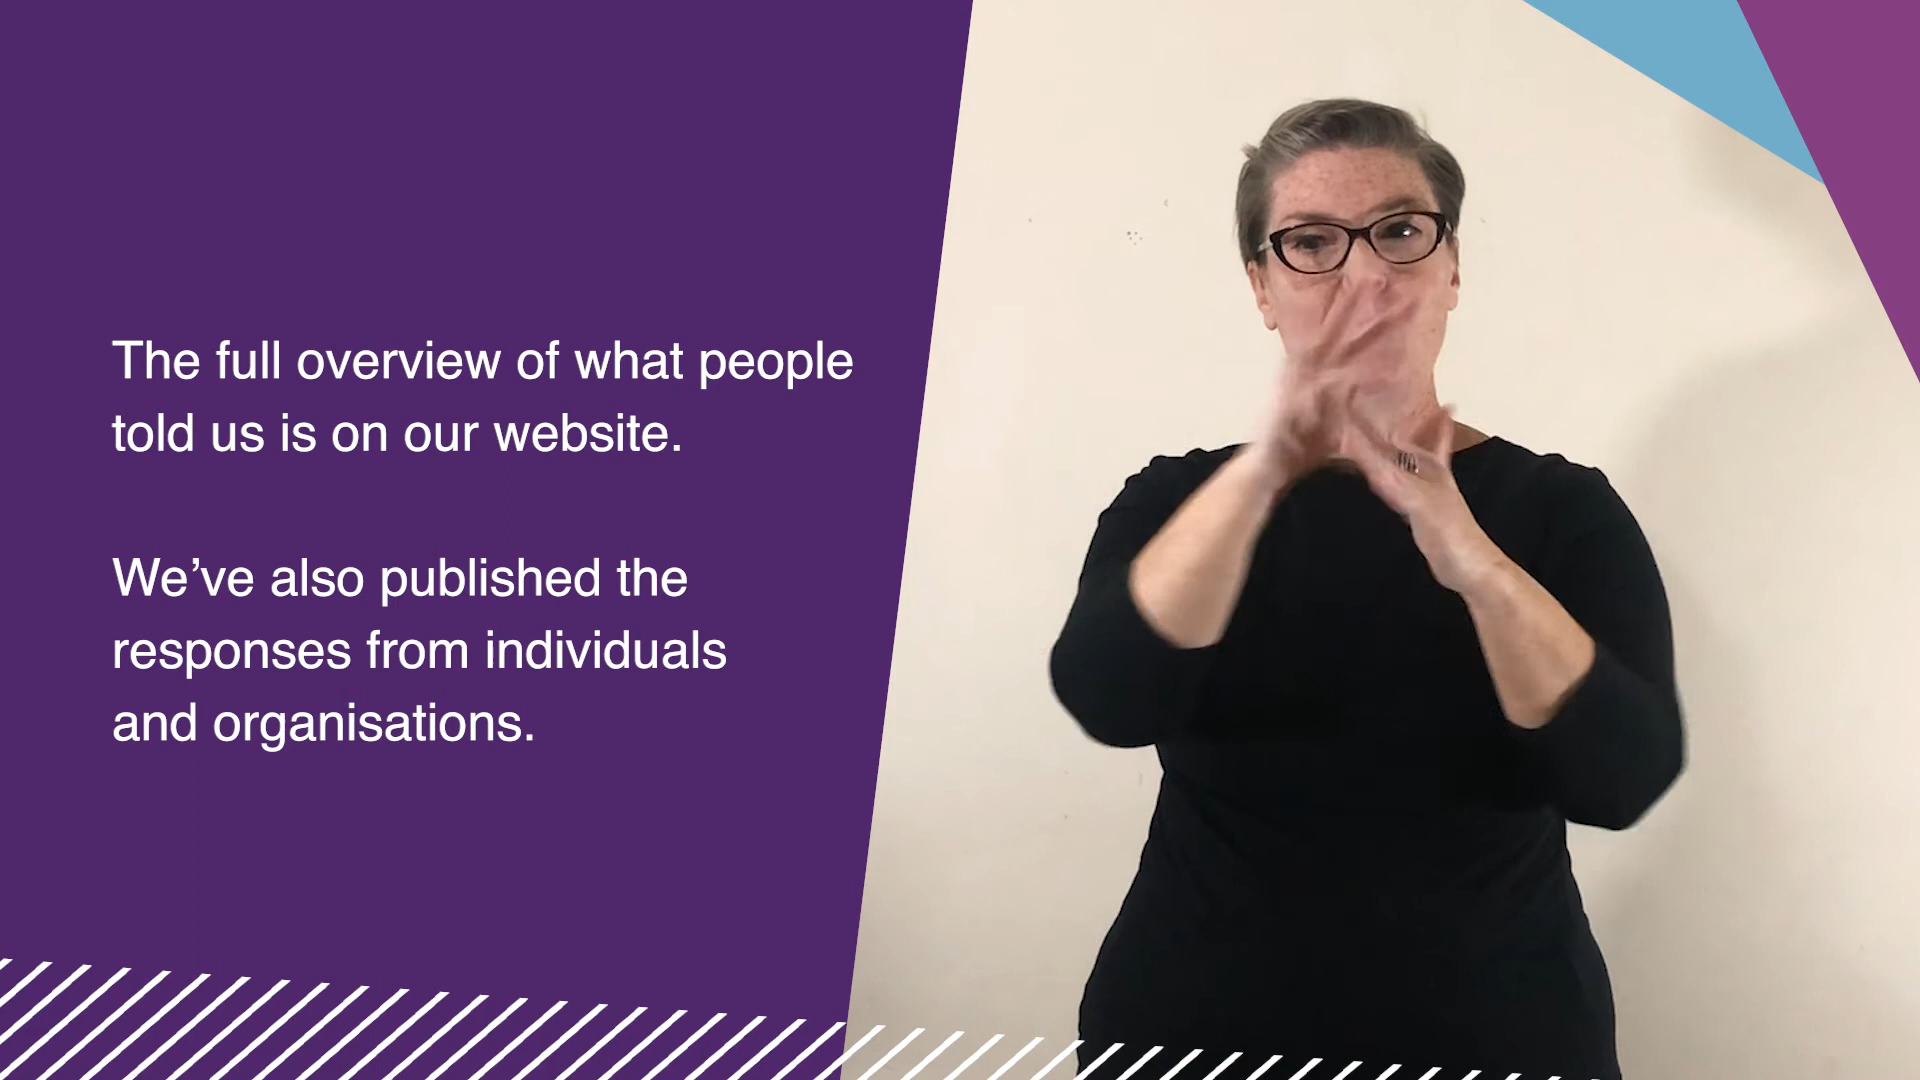 The full overview of what people
told us is on our website.
We’ve also published the
responses from individuals
and organisations.